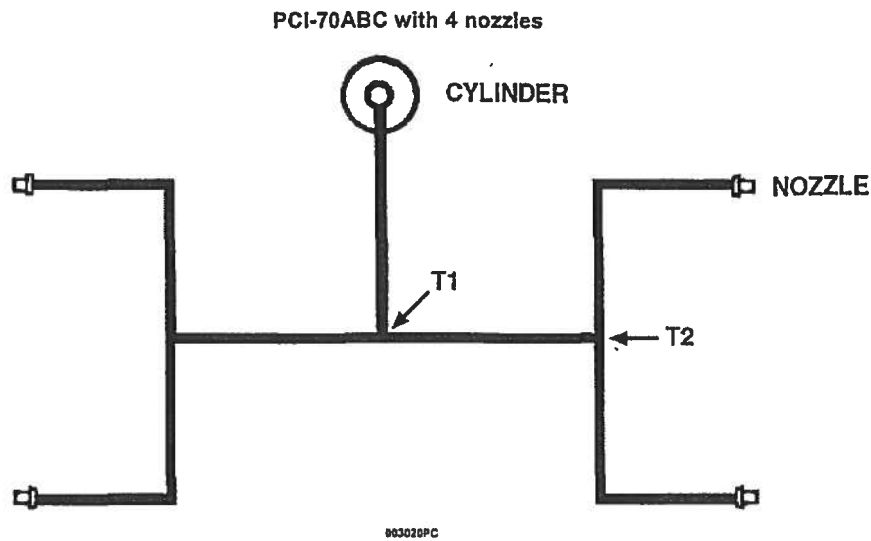 PCI-70ABC with 4 nozzles
CYLINDER
NOZZLE
T1
T2
003020PC